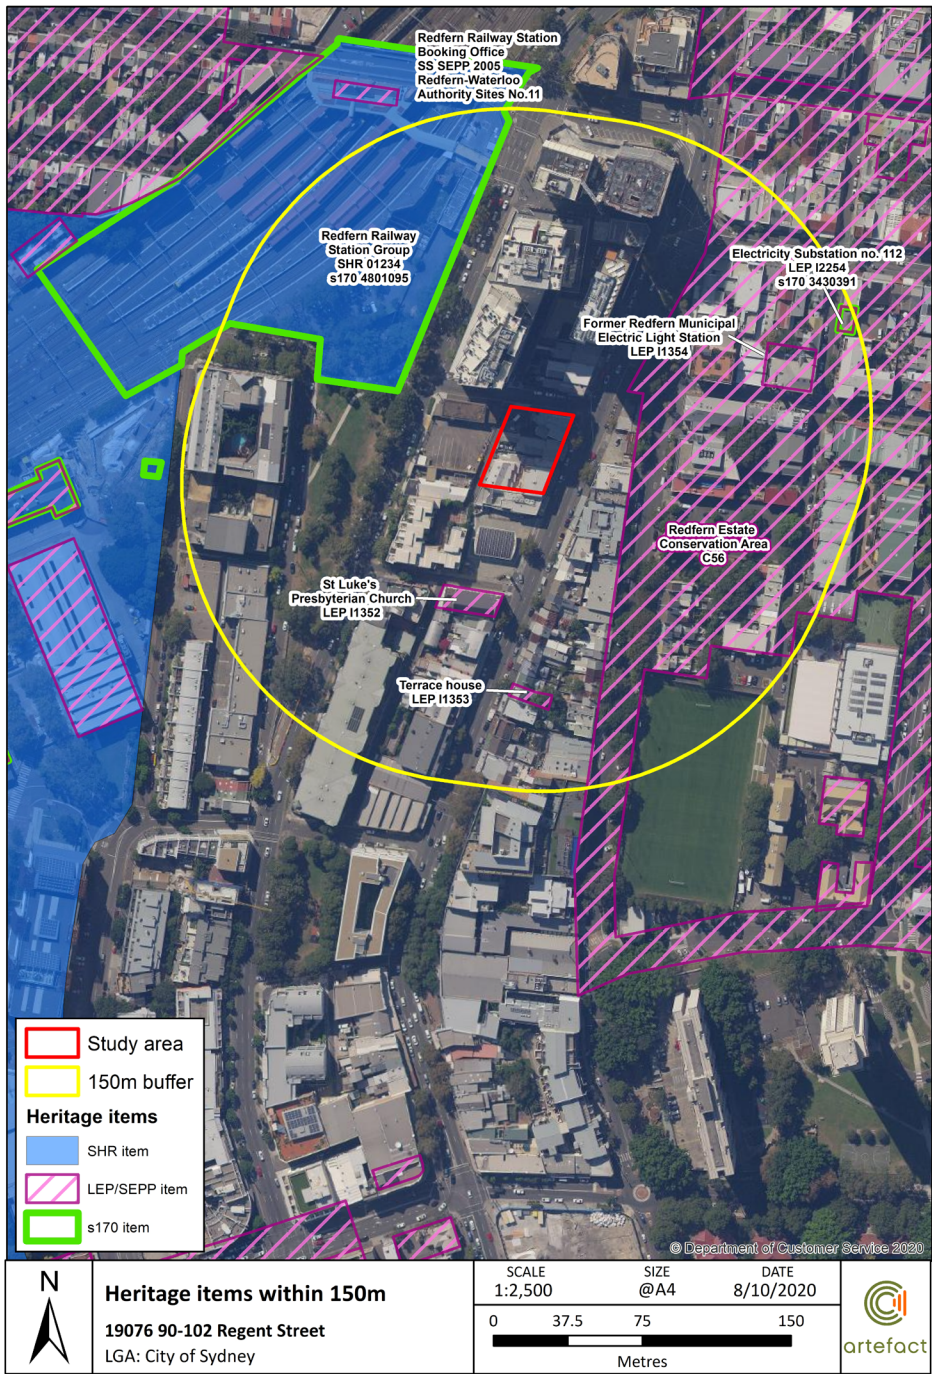 Redfern Railway Station
Booking Office
SS SEPP 2005
Redfern-Waterloo
Authority Sites No.11
Redfern Railway
Station Group
SHR 01234
s170 4801095
Electricity Substation no. 112
LEP I2254
s170 3430391
Former Redfern Municipal
Electric Light Station
LEP I1354
Redfern Estate
Conservation Area
C56
St Luke's
Presbyterian Church
LEP I1352
Terrace house
LEP I1353
Study area
150m buffer
Heritage items
SHR item
LEP/SEPP item
s170 item
© Department of Customer Service 2020
N
Heritage items within 150m
19076 90-102 Regent Street
LGA: City of Sydney
SCALE
1:2,500
SIZE
@A4
DATE
8/10/2020
0 37.5 75 150
Metres
artefact